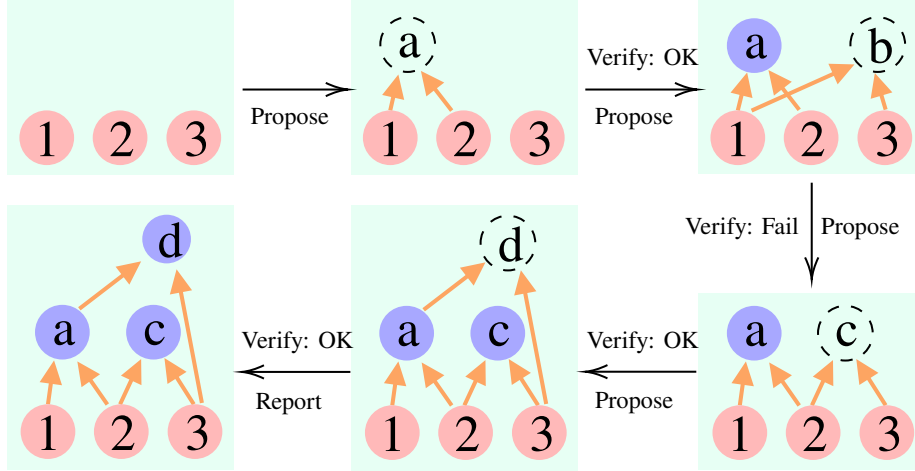 1 2 3
Propose
a
1 2 3
Verify: OK
Propose
a b
1 2 3
Verify: Fail Propose
a c
1 2 3
Verify: OK
Propose
d
a c
1 2 3
Verify: OK
Report
d
a c
1 2 3